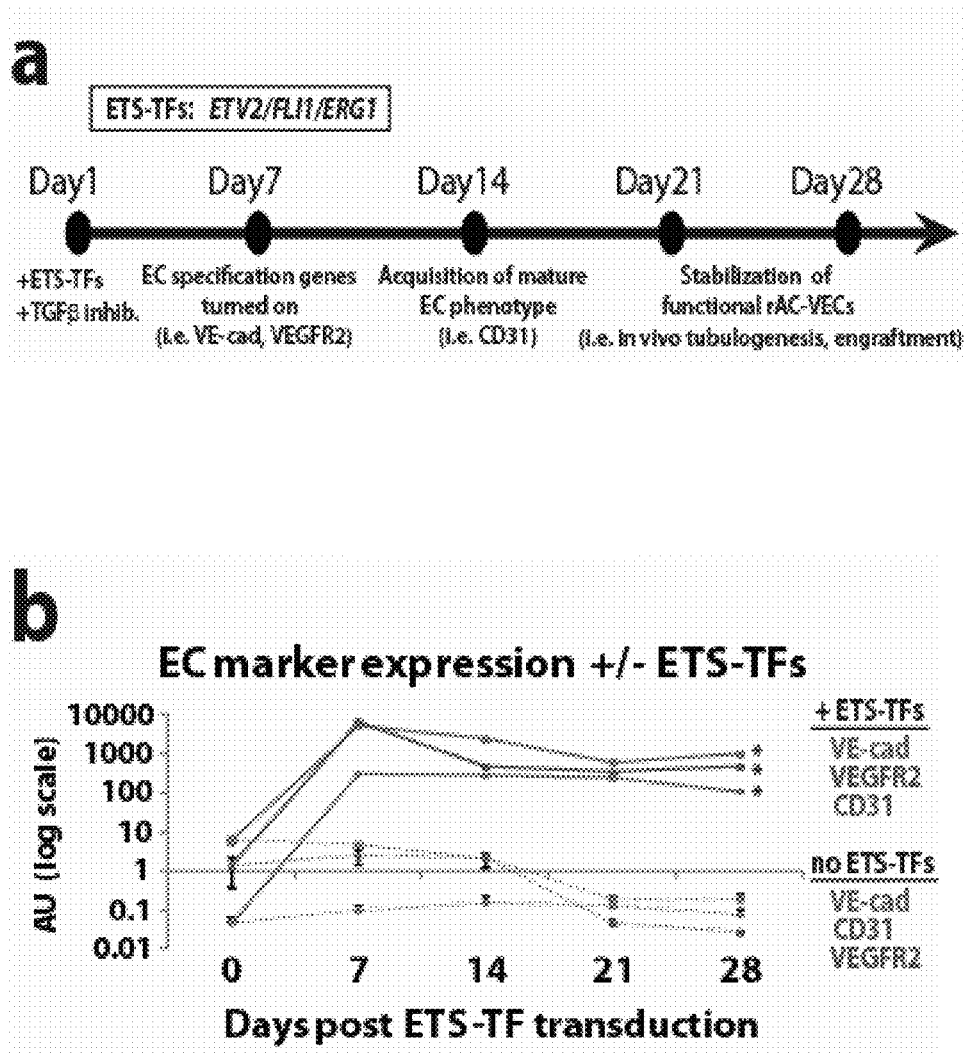 a
ETS-TFs: ETV2/FLI1/ERG1
Day1 Day7 Day14 Day21 Day28
+ETS-TFs
+TGFβ inhib.
EC specification genes
turned on
(i.e. VE-cad, VEGFR2)
Acquisition of mature
EC phenotype
(i.e. CD31)
Stabilization of
functional rAC-VECs
(i.e. in vivo tubulogenesis, engraftment)
b
EC marker expression +/- ETS-TFs
AU (log scale)
10000
1000
100
10
1
0.1
0.01
0 7 14 21 28
Days post ETS-TF transduction
+ ETS-TFs
VE-cad
VEGFR2
CD31
no ETS-TFs
VE-cad
CD31
VEGFR2